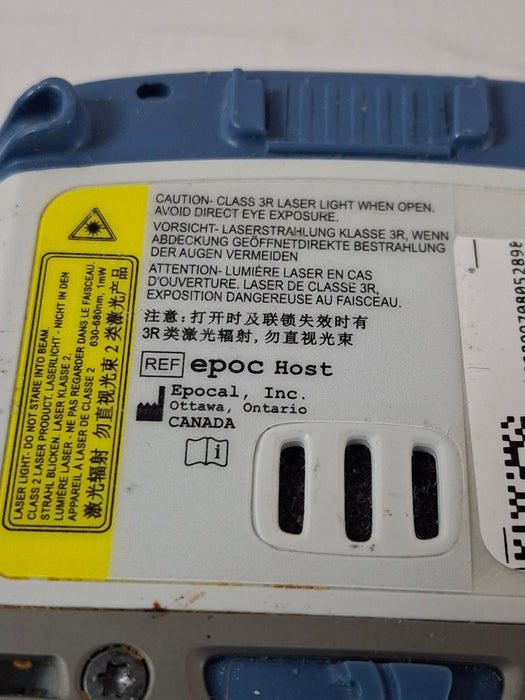 CAUTION- CLASS 3R LASER LIGHT WHEN OPEN.
AVOID DIRECT EYE EXPOSURE.
VORSICHT- LASERSTRAHLUNG KLASSE 3R, WENN
ABDECKUNG GEÖFFNETDIREKTE BESTRAHLUNG
DER AUGEN VERMEIDEN
ATTENTION- LUMIÈRE LASER EN CAS
D'OUVERTURE. LASER DE CLASSE 3R,
EXPOSITION DANGEREUSE AU FAISCEAU.
注意: 打开时及联锁失效时有
3R类激光辐射, 勿直视光束
REF epoc Host
Epocal, Inc.
Ottawa, Ontario
CANADA
LASER LIGHT- DO NOT STARE INTO BEAM.
CLASS 2 LASER PRODUCT. LASERLICHT - NICHT IN DEN
STRAHL BLICKEN. LASER KLASSE 2.
LUMIÈRE LASER - NE PAS REGARDER DANS LE FAISCEAU.
APPAREIL À LASER DE CLASSE 2 630-680nm, 1mW
激光辐射 勿直视光束 2 类激光产品